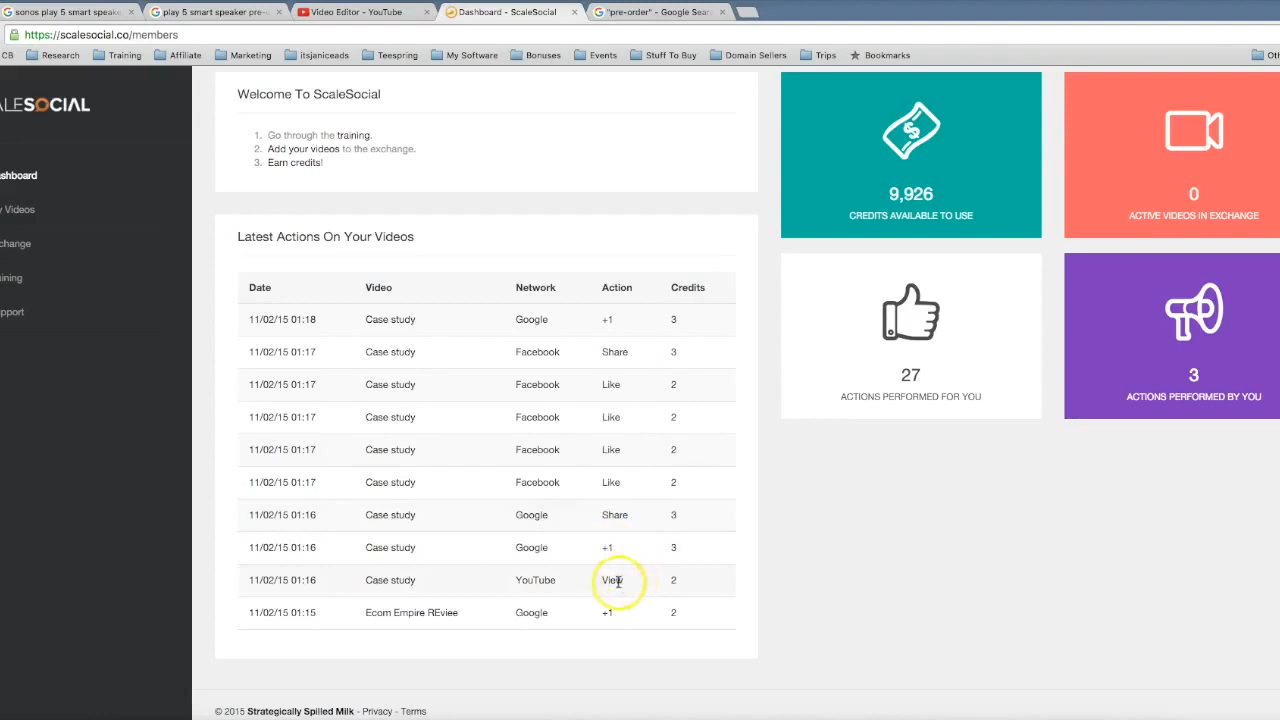 sonos play 5 smart speake
play 5 smart speaker pre-
Video Editor - YouTube
Dashboard - ScaleSocial
"pre-order" - Google Sear
https://scalesocial.co/members
CB Research Training Affiliate Marketing itsjaniceads Teespring My Software Bonuses Events Stuff To Buy Domain Sellers Trips Bookmarks Oth
ALESOCIAL
ashboard
y Videos
change
ining
pport
Welcome To ScaleSocial
1. Go through the training.
2. Add your videos to the exchange.
3. Earn credits!
Latest Actions On Your Videos
Date Video Network Action Credits
11/02/15 01:18 Case study Google +1 3
11/02/15 01:17 Case study Facebook Share 3
11/02/15 01:17 Case study Facebook Like 2
11/02/15 01:17 Case study Facebook Like 2
11/02/15 01:17 Case study Facebook Like 2
11/02/15 01:17 Case study Facebook Like 2
11/02/15 01:16 Case study Google Share 3
11/02/15 01:16 Case study Google +1 3
11/02/15 01:16 Case study YouTube View 2
11/02/15 01:15 Ecom Empire REviee Google +1 2
9,926
CREDITS AVAILABLE TO USE
0
ACTIVE VIDEOS IN EXCHANGE
27
ACTIONS PERFORMED FOR YOU
3
ACTIONS PERFORMED BY YOU
© 2015 Strategically Spilled Milk - Privacy - Terms